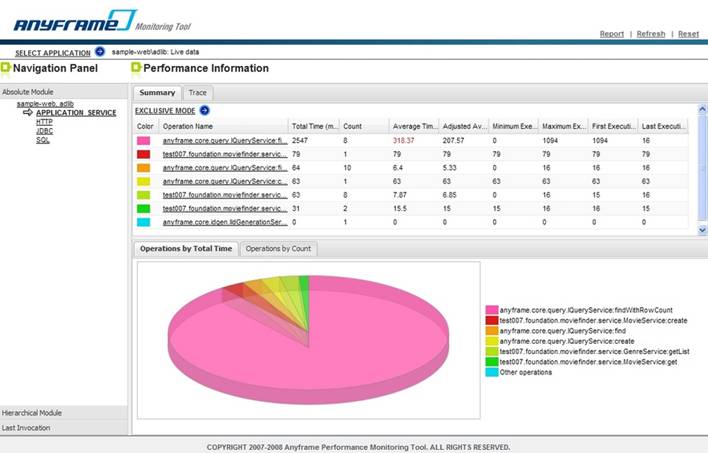 ANYFRAME Monitoring Tool
Report | Refresh | Reset
SELECT APPLICATION sample-web\adlib: Live data
Navigation Panel
Performance Information
Absolute Module
sample-web, adlib
APPLICATION_SERVICE
HTTP
JDBC
SQL
Summary Trace
EXCLUSIVE MODE
Color Operation Name Total Time (m... Count Average Tim... Adjusted Av... Minimum Exe... Maximum Ex... First Executi... Last Executi...
anyframe.core.query.IQueryService:fi... 2547 8 318.37 207.57 0 1094 1094 16
test007.foundation.moviefinder.servic... 79 1 79 79 79 79 79 79
anyframe.core.query.IQueryService:fi... 64 10 6.4 5.33 0 16 16 16
anyframe.core.query.IQueryService:c... 63 1 63 63 63 63 63 63
test007.foundation.moviefinder.servic... 63 8 7.87 6.85 0 16 15 16
test007.foundation.moviefinder.servic... 31 2 15.5 15 15 16 16 15
anyframe.core.idgen.IIdGenerationSer... 0 1 0 0 0 0 0 0
Operations by Total Time Operations by Count
anyframe.core.query.IQueryService:findWithRowCount
test007.foundation.moviefinder.service.MovieService:create
anyframe.core.query.IQueryService:find
anyframe.core.query.IQueryService:create
test007.foundation.moviefinder.service.GenreService:getList
test007.foundation.moviefinder.service.MovieService:get
Other operations
Hierarchical Module
Last Invocation
COPYRIGHT 2007-2008 Anyframe Performance Monitoring Tool. ALL RIGHTS RESERVED.